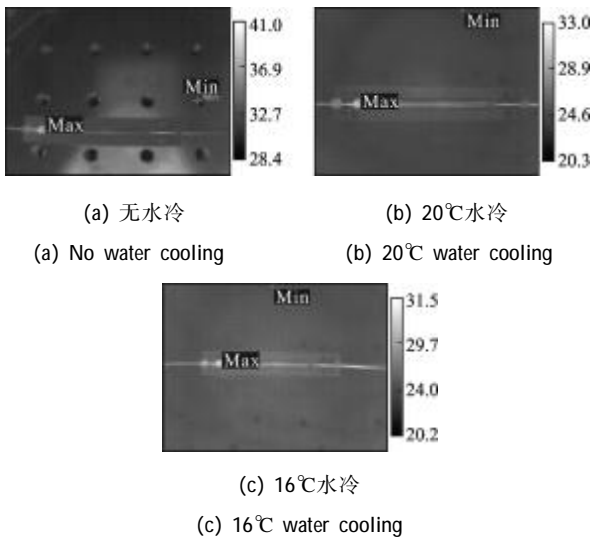 41.0
36.9
32.7
28.4
Min
Max
(a) 无水冷
(a) No water cooling
33.0
28.9
24.6
20.3
Min
Max
(b) 20℃水冷
(b) 20℃ water cooling
31.5
29.7
24.0
20.2
Min
Max
(c) 16℃水冷
(c) 16℃ water cooling